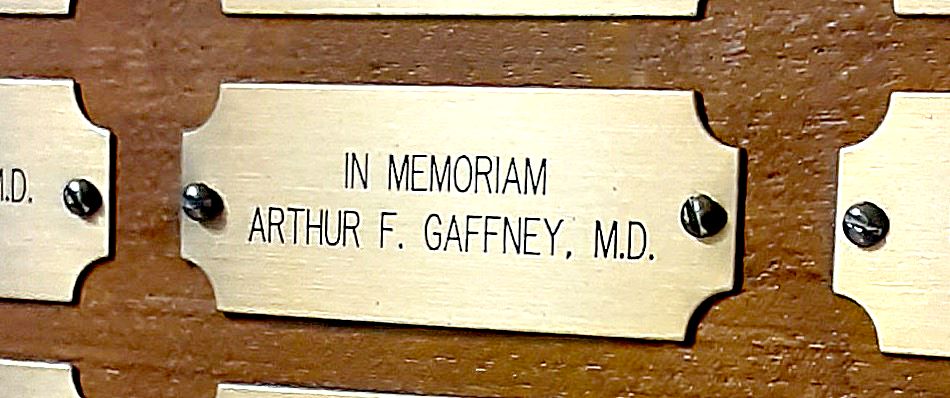 IN MEMORIAM
ARTHUR F. GAFFNEY, M.D.
M.D.